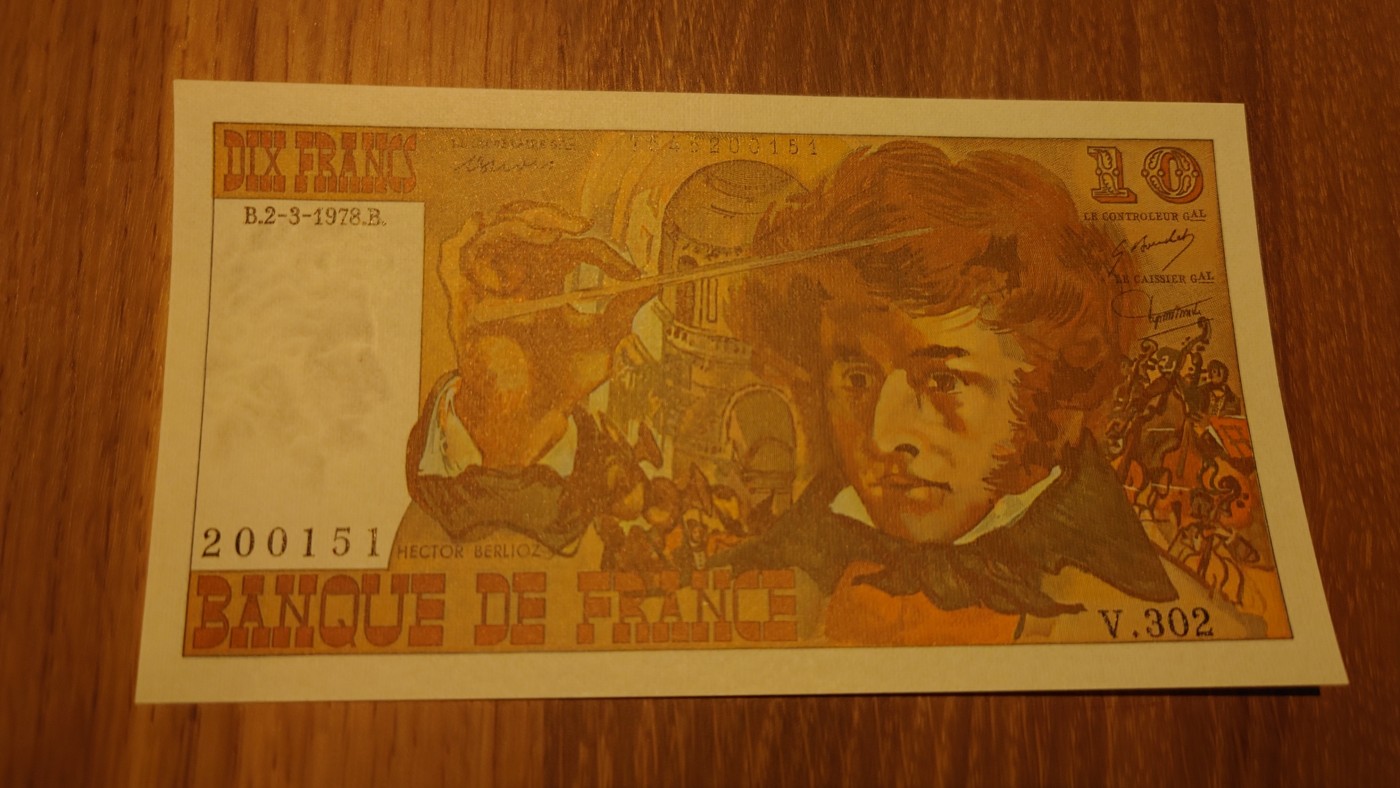 DIX FRANCS
10
B.2-3-1978.B.
LE CONTROLEUR GAL
LE CAISSIER GAL
200151
HECTOR BERLIOZ
BANQUE DE FRANCE
V.302